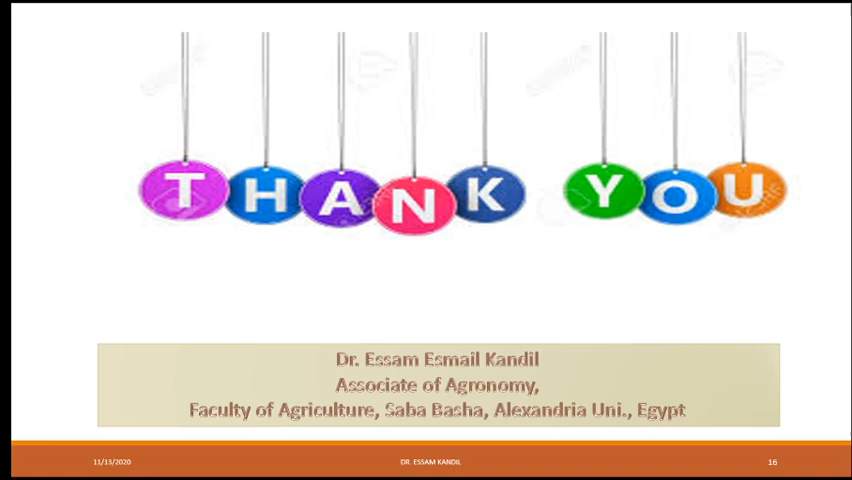 THANK YOU
Dr. Essam Esmail Kandil
Associate of Agronomy,
Faculty of Agriculture, Saba Basha, Alexandria Uni., Egypt
11/13/2020
DR. ESSAM KANDIL
16